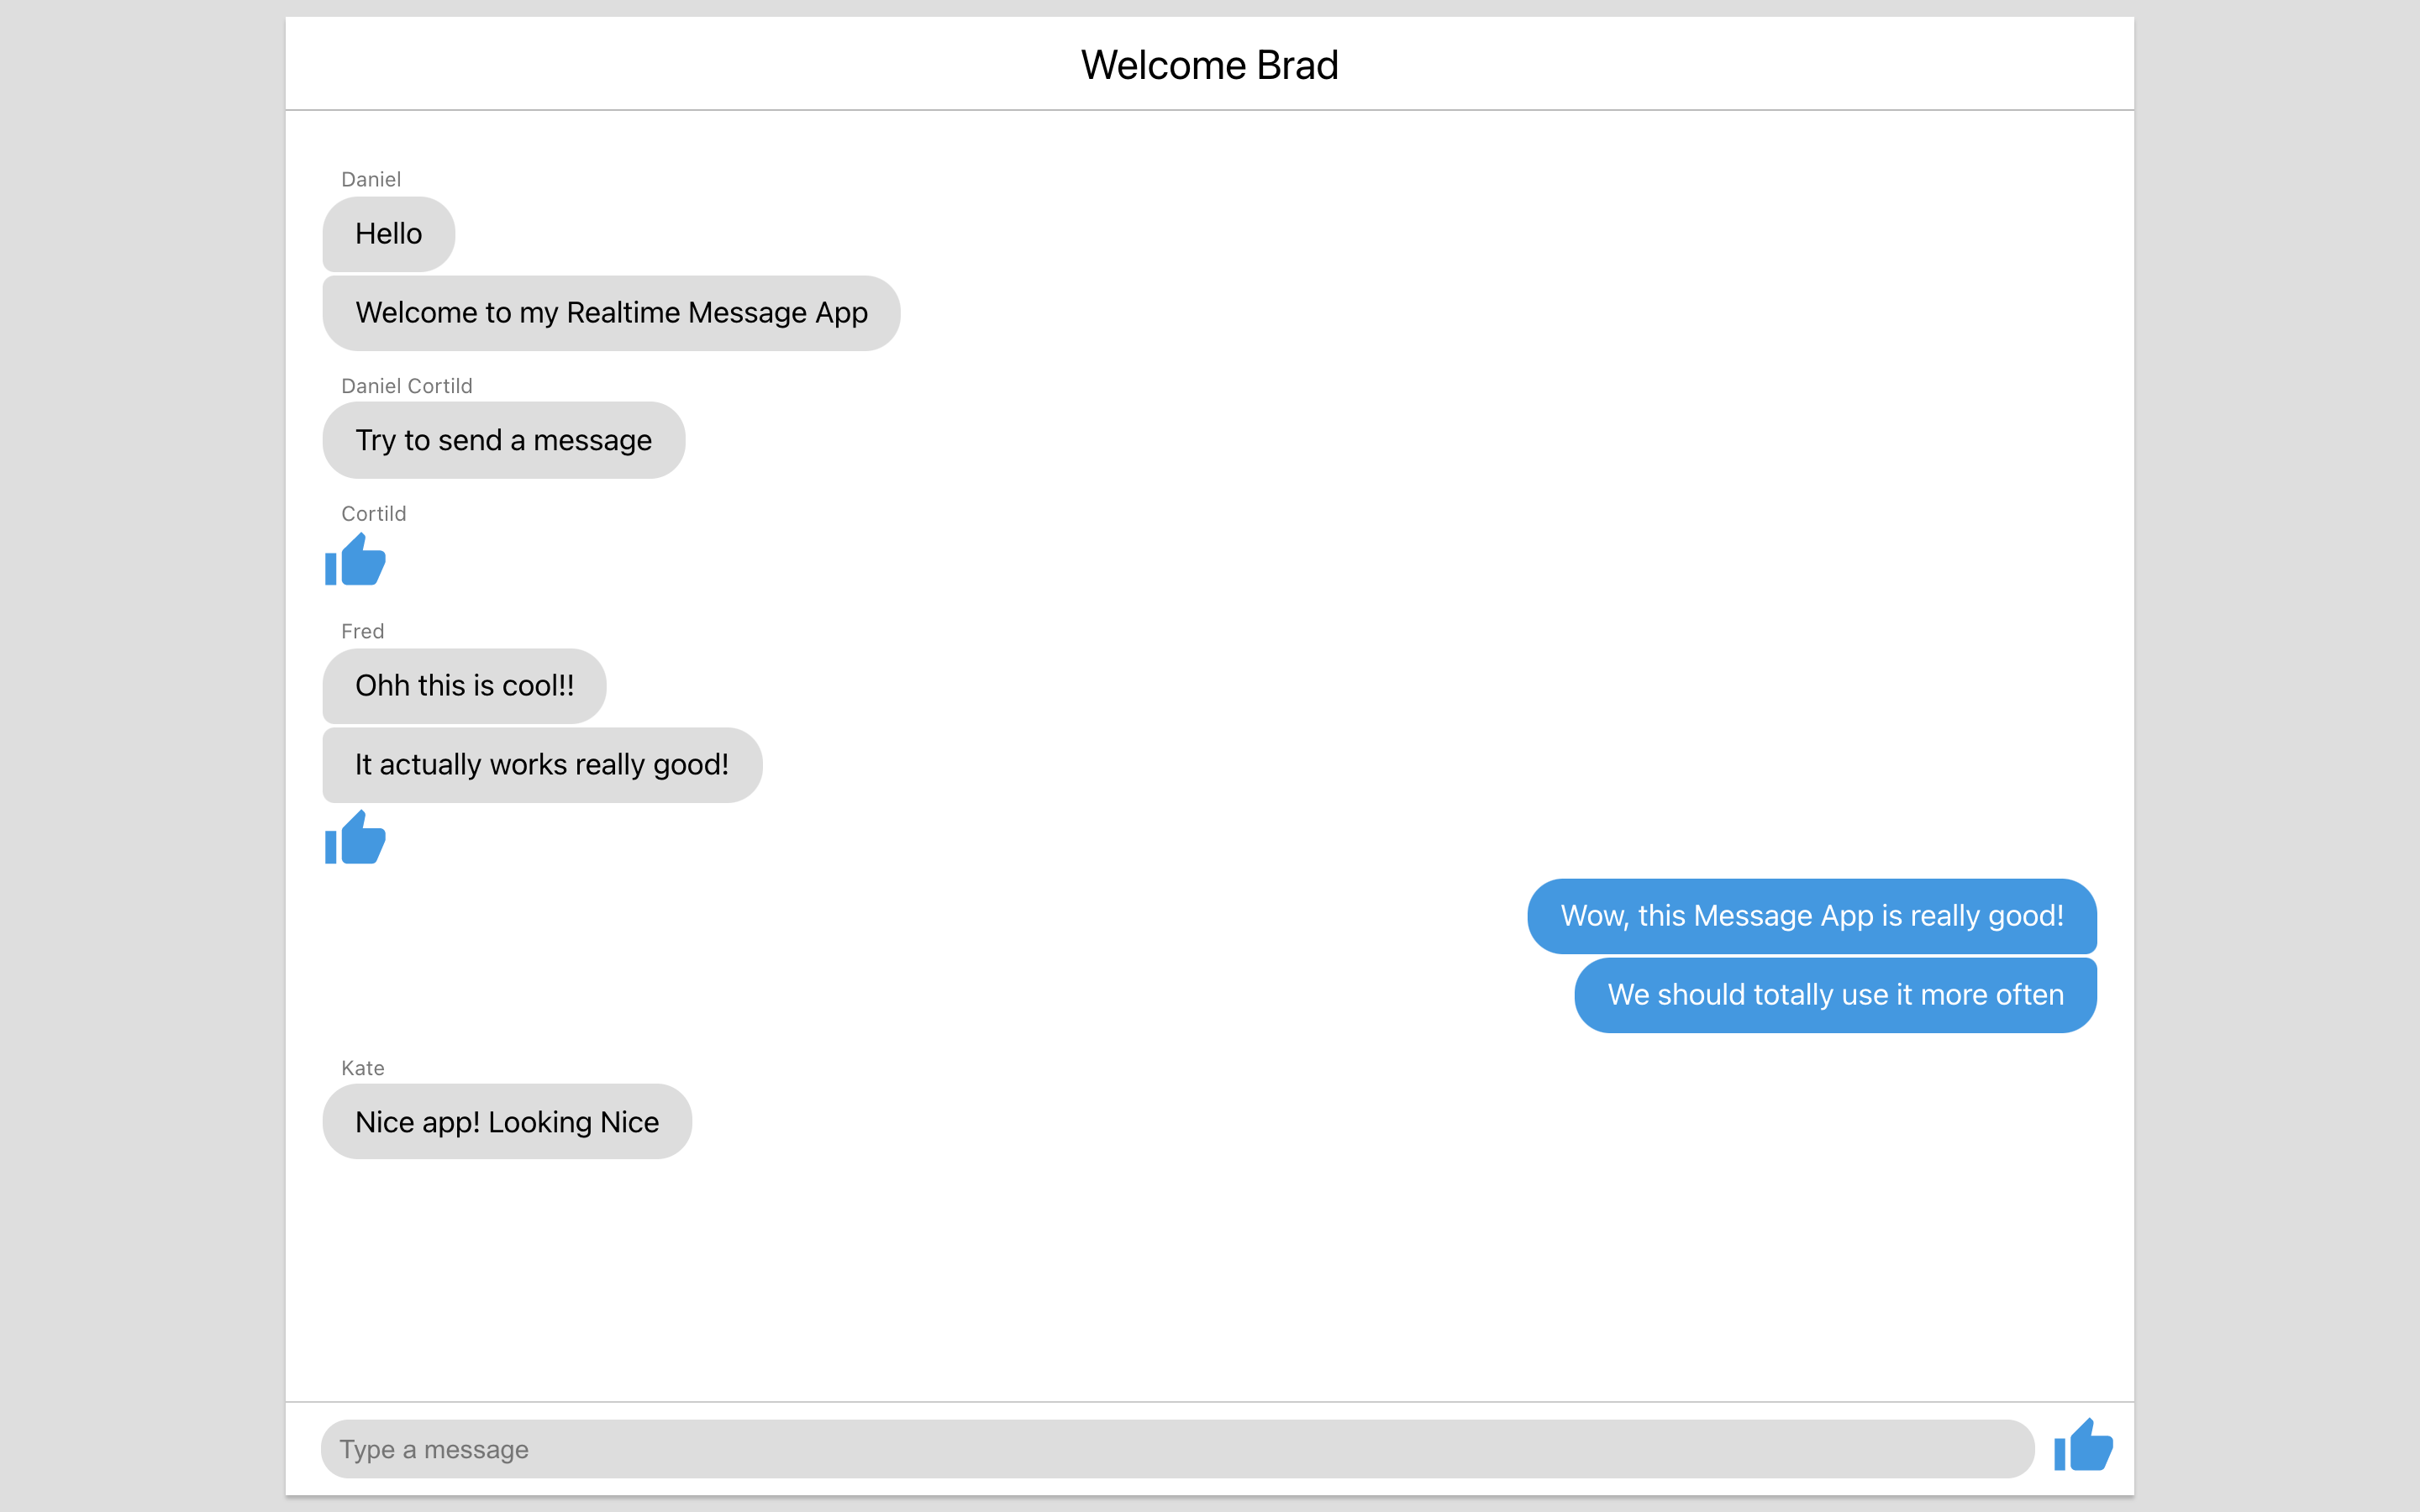 Welcome Brad
Daniel
Hello
Welcome to my Realtime Message App
Daniel Cortild
Try to send a message
Cortild
Fred
Ohh this is cool!!
It actually works really good!
Wow, this Message App is really good!
We should totally use it more often
Kate
Nice app! Looking Nice
Type a message